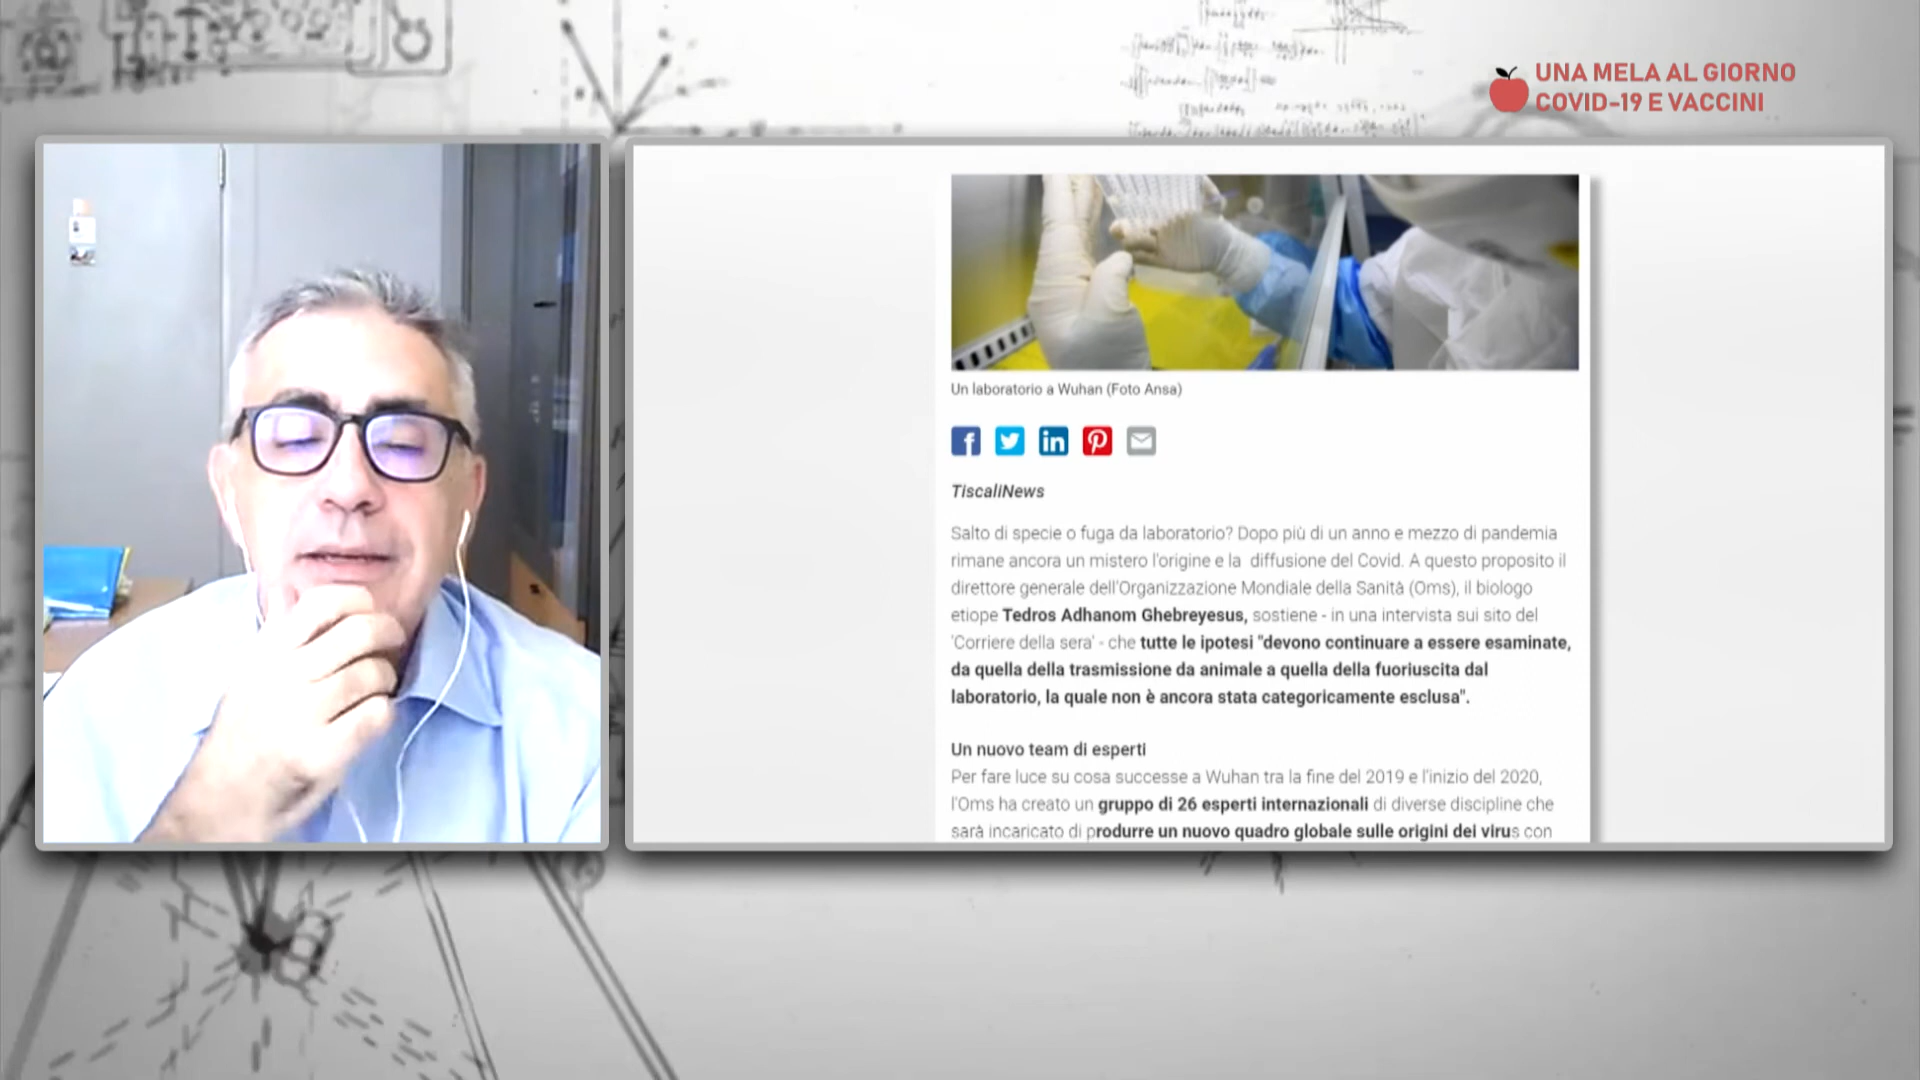 UNA MELA AL GIORNO
COVID-19 E VACCINI
Un laboratorio a Wuhan (Foto Ansa)
TiscaliNews
Salto di specie o fuga da laboratorio? Dopo più di un anno e mezzo di pandemia
rimane ancora un mistero l'origine e la diffusione del Covid. A questo proposito il
direttore generale dell'Organizzazione Mondiale della Sanità (Oms), il biologo
etiope Tedros Adhanom Ghebreyesus, sostiene - in una intervista sui sito del
'Corriere della sera' - che tutte le ipotesi "devono continuare a essere esaminate,
da quella della trasmissione da animale a quella della fuoriuscita dal
laboratorio, la quale non è ancora stata categoricamente esclusa".
Un nuovo team di esperti
Per fare luce su cosa successe a Wuhan tra la fine del 2019 e l'inizio del 2020,
l'Oms ha creato un gruppo di 26 esperti internazionali di diverse discipline che
sarà incaricato di produrre un nuovo quadro globale sulle origini dei virus con